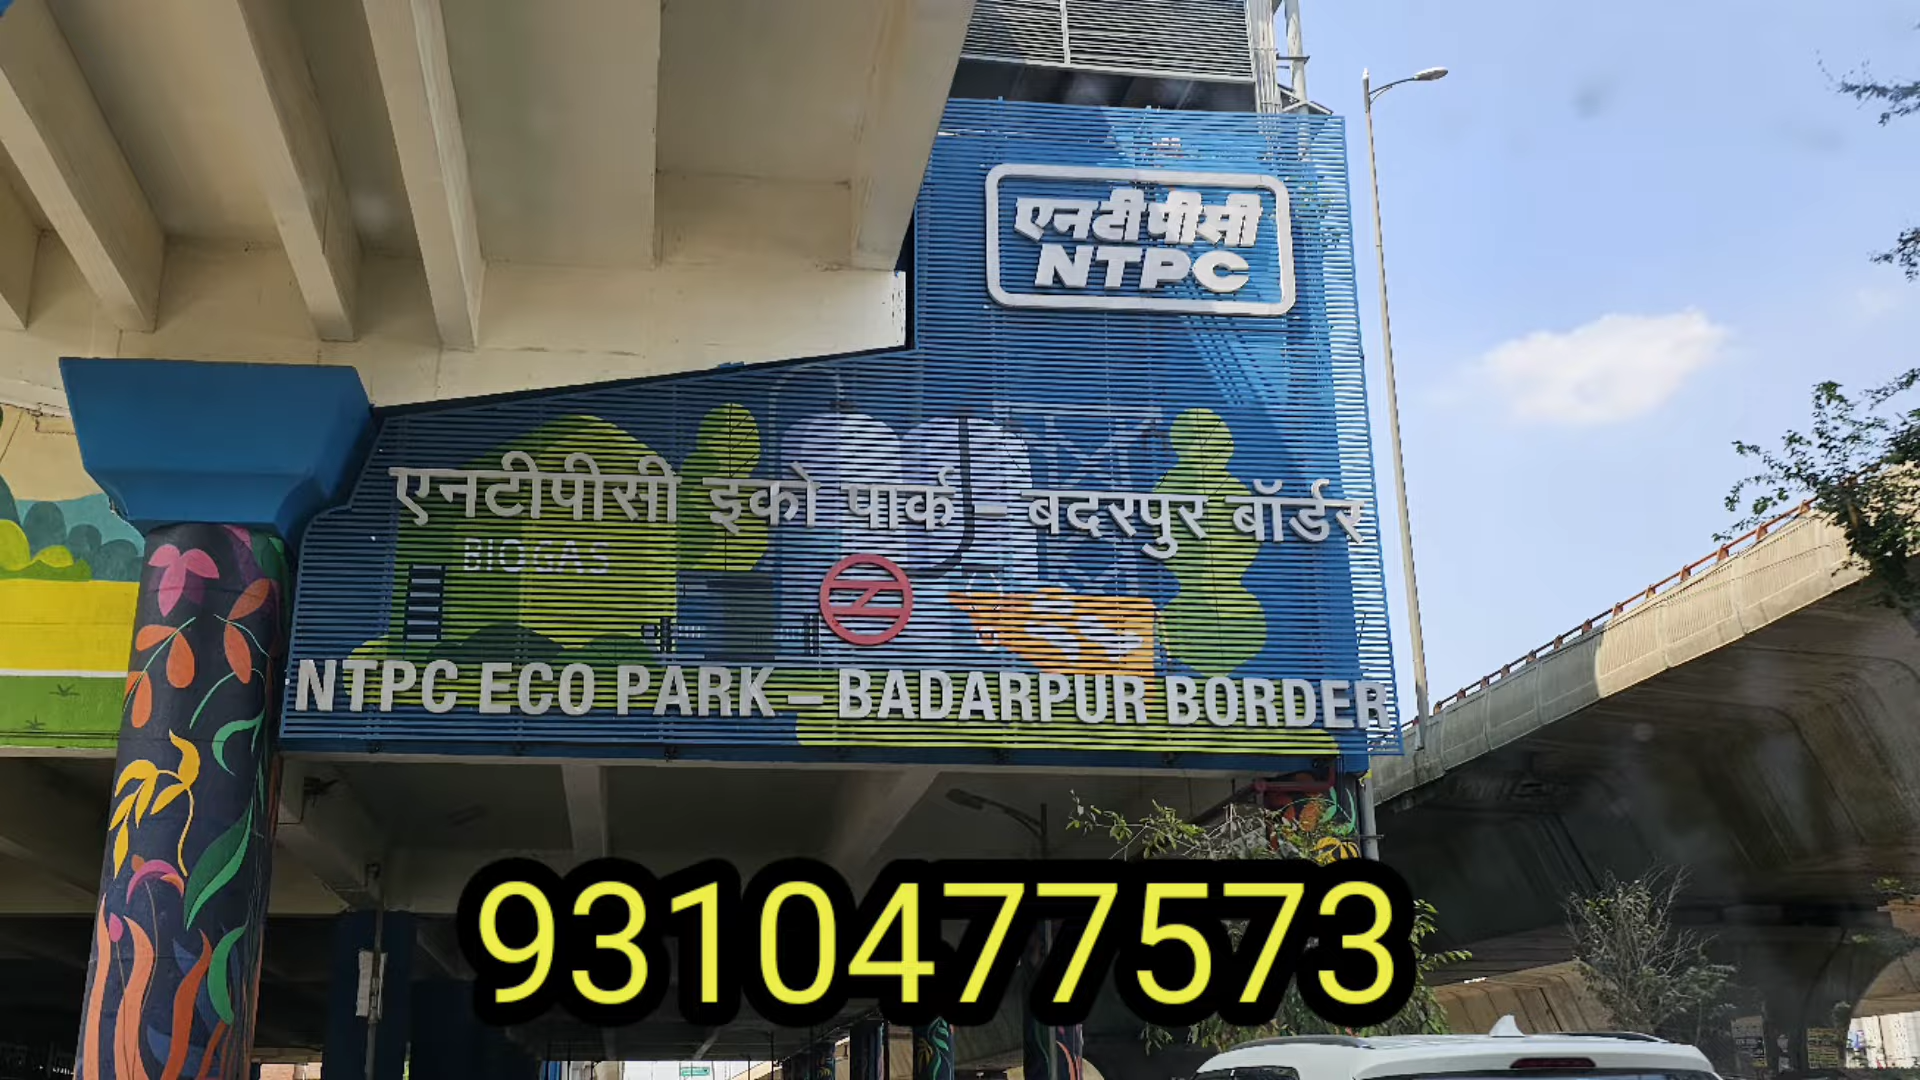 एनटीपीसी
NTPC
एनटीपीसी इको पार्क – बदरपुर बॉर्डर
BIOGAS
NTPC ECO PARK – BADARPUR BORDER
9310477573